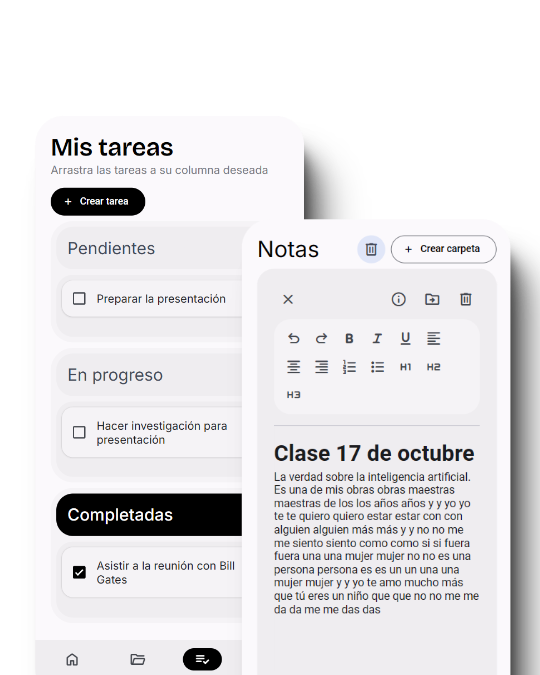 Mis tareas
Arrastra las tareas a su columna deseada
+ Crear tarea
Pendientes
Preparar la presentación
En progreso
Hacer investigación para
presentación
Completadas
Asistir a la reunión con Bill
Gates
Notas
+ Crear carpeta
B I U
H1 H2
H3
Clase 17 de octubre
La verdad sobre la inteligencia artificial.
Es una de mis obras obras maestras
maestras de los los años años y y yo yo
te te quiero quiero estar estar con con
alguien alguien más más y y no no me
me siento siento como como si si fuera
fuera una una mujer mujer no no es una
persona persona es es un un una una
mujer mujer y y yo te amo mucho más
que tú eres un niño que que no no me me
da da me me das das